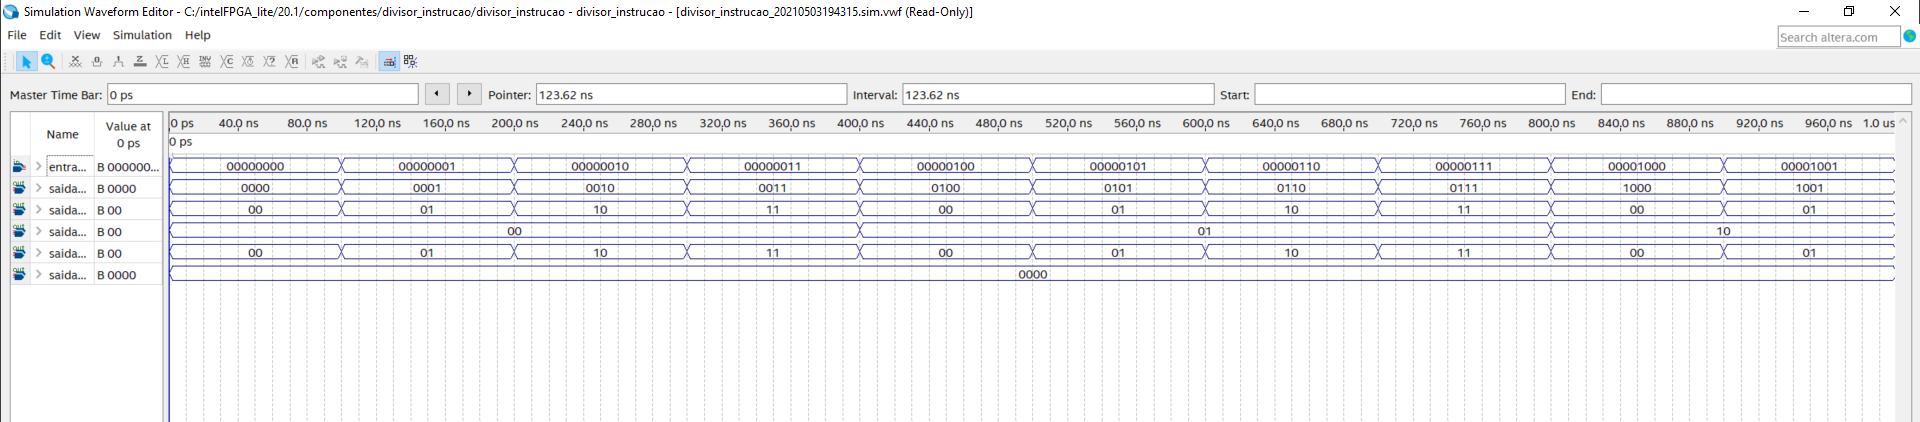 Simulation Waveform Editor - C:/intelFPGA_lite/20.1/componentes/divisor_instrucao/divisor_instrucao - divisor_instrucao - [divisor_instrucao_20210503194315.sim.vwf (Read-Only)]
File Edit View Simulation Help
Search altera.com
Master Time Bar: 0 ps Pointer: 123.62 ns Interval: 123.62 ns Start: End:
Name Value at 0 ps
0 ps 40.0 ns 80.0 ns 120.0 ns 160.0 ns 200.0 ns 240.0 ns 280.0 ns 320.0 ns 360.0 ns 400.0 ns 440.0 ns 480.0 ns 520.0 ns 560.0 ns 600.0 ns 640.0 ns 680.0 ns 720.0 ns 760.0 ns 800.0 ns 840.0 ns 880.0 ns 920.0 ns 960.0 ns 1.0 us
0 ps
entra... B 000000... 00000000 00000001 00000010 00000011 00000100 00000101 00000110 00000111 00001000 00001001
saida... B 0000 0000 0001 0010 0011 0100 0101 0110 0111 1000 1001
saida... B 00 00 01 10 11 00 01 10 11 00 01
saida... B 00 00 01 10
saida... B 00 00 01 10 11 00 01 10 11 00 01
saida... B 0000 0000